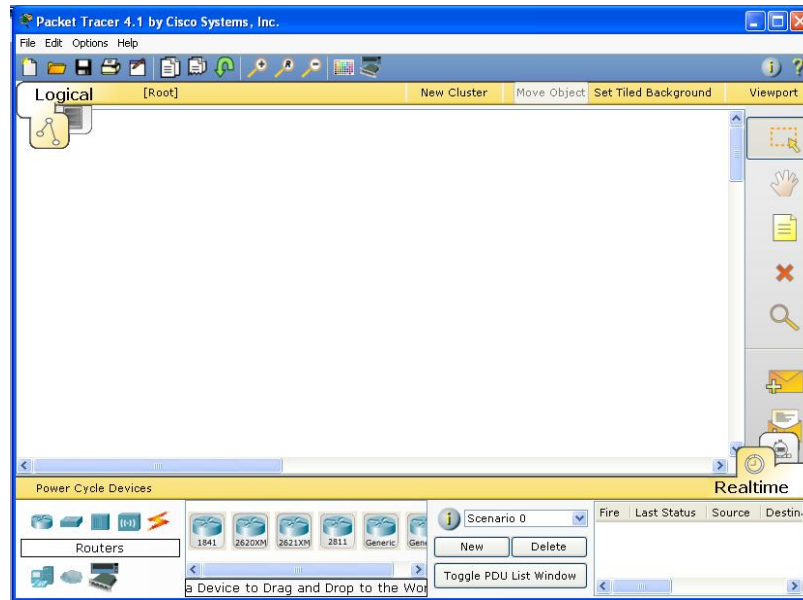 Packet Tracer 4.1 by Cisco Systems, Inc.
File Edit Options Help
Logical [Root] New Cluster Move Object Set Tiled Background Viewport
Power Cycle Devices Realtime
Routers
1841 2620XM 2621XM 2811 Generic Gene
a Device to Drag and Drop to the Wor
Scenario 0
New Delete
Toggle PDU List Window
Fire Last Status Source Destin